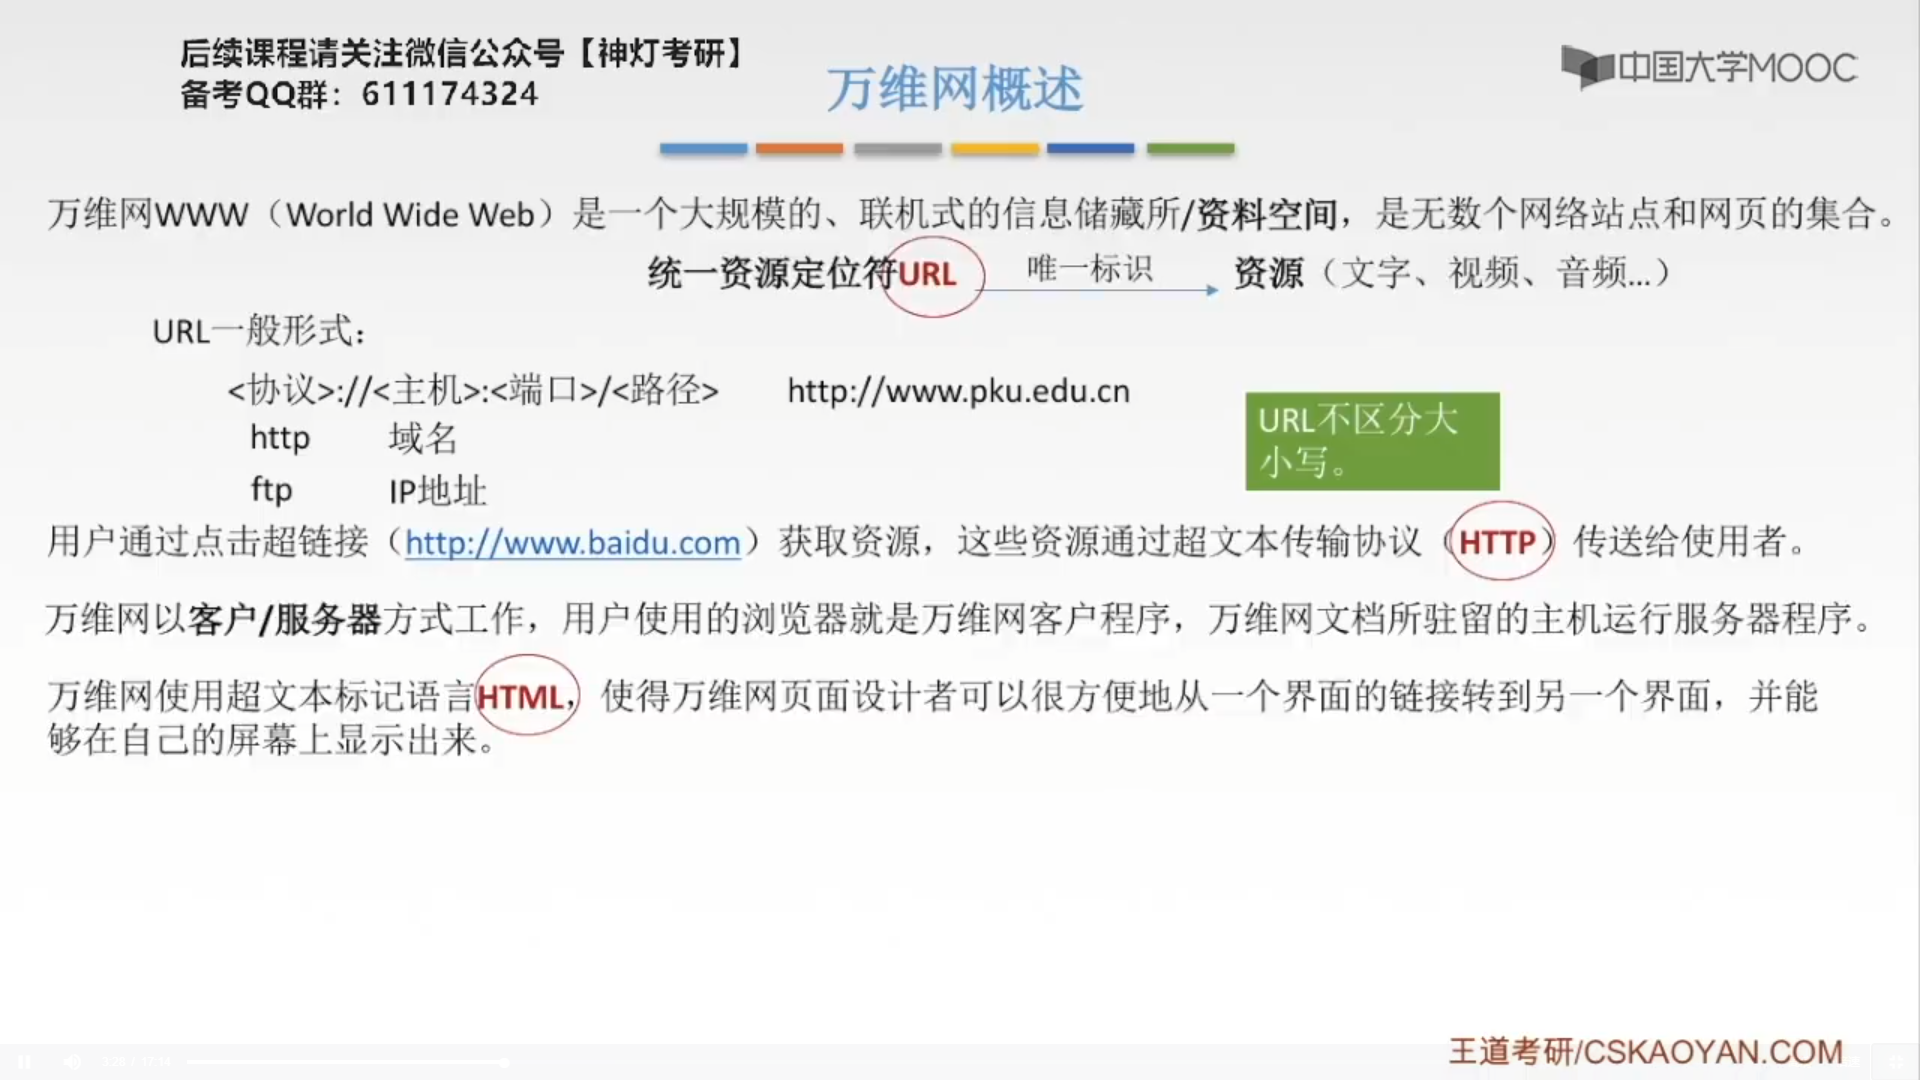 后续课程请关注微信公众号【神灯考研】
备考QQ群：611174324
中国大学MOOC
万维网概述
万维网WWW（World Wide Web）是一个大规模的、联机式的信息储藏所/资料空间，是无数个网络站点和网页的集合。
统一资源定位符URL 唯一标识 资源（文字、视频、音频...）
URL一般形式：
<协议>://<主机>:<端口>/<路径> http://www.pku.edu.cn
URL不区分大
小写。
http 域名
ftp IP地址
用户通过点击超链接（http://www.baidu.com）获取资源，这些资源通过超文本传输协议（HTTP）传送给使用者。
万维网以客户/服务器方式工作，用户使用的浏览器就是万维网客户程序，万维网文档所驻留的主机运行服务器程序。
万维网使用超文本标记语言HTML，使得万维网页面设计者可以很方便地从一个界面的链接转到另一个界面，并能
够在自己的屏幕上显示出来。
王道考研/CSKAOYAN.COM